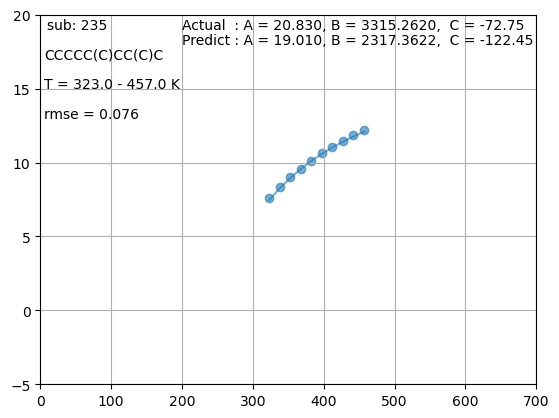 sub: 235
Actual  : A = 20.830, B = 3315.2620,  C = -72.75
Predict : A = 19.010, B = 2317.3622,  C = -122.45
CCCCC(C)CC(C)C
T = 323.0 - 457.0 K
rmse = 0.076
20
15
10
5
0
−5
0 100 200 300 400 500 600 700